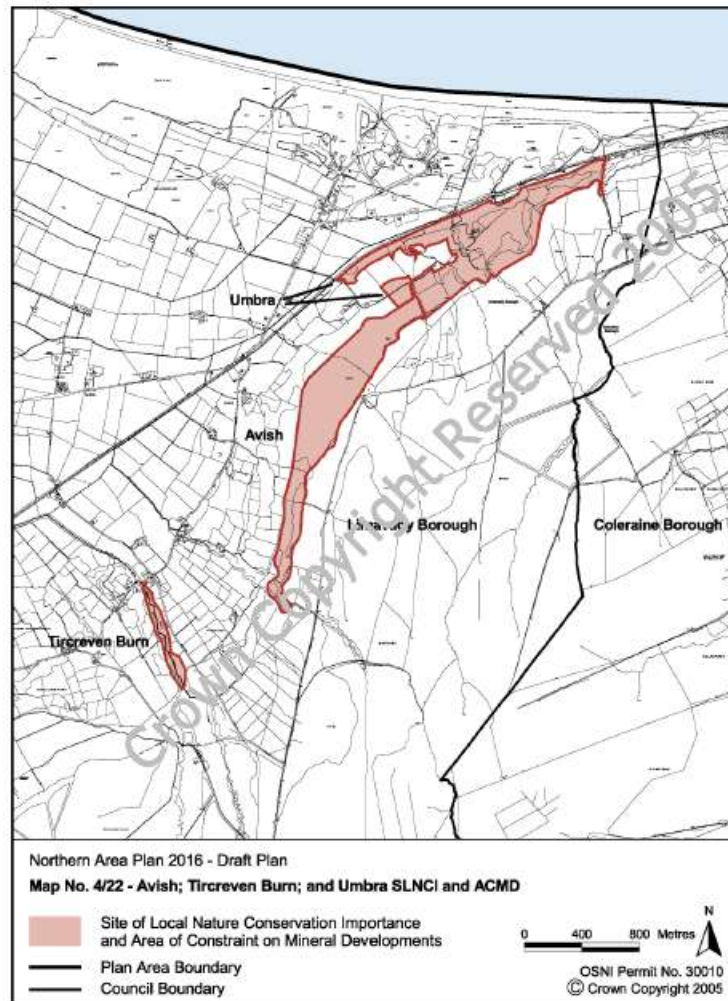 Umbra
Avish
Limavady Borough
Coleraine Borough
Tircreven Burn
Crown Copyright Reserved 2005
Northern Area Plan 2016 - Draft Plan
Map No. 4/22 - Avish; Tircreven Burn; and Umbra SLNCI and ACMD
Site of Local Nature Conservation Importance
and Area of Constraint on Mineral Developments
Plan Area Boundary
Council Boundary
0 400 800 Metres
N
OSNI Permit No. 30010
© Crown Copyright 2005